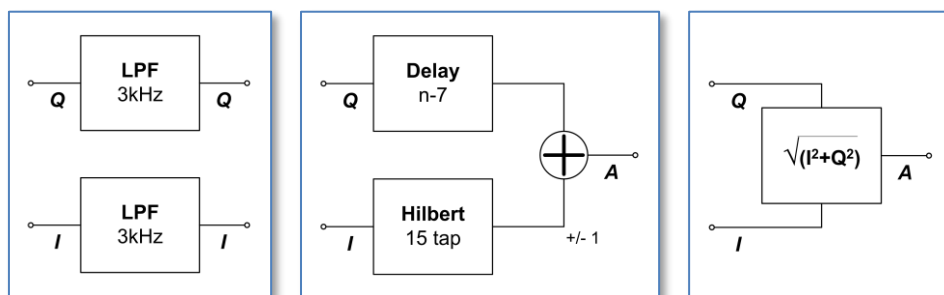 LPF
3kHz
Q
Q
LPF
3kHz
I
I
Delay
n-7
Q
A
Hilbert
15 tap
I
+/- 1
Q
√(I²+Q²)
A
I